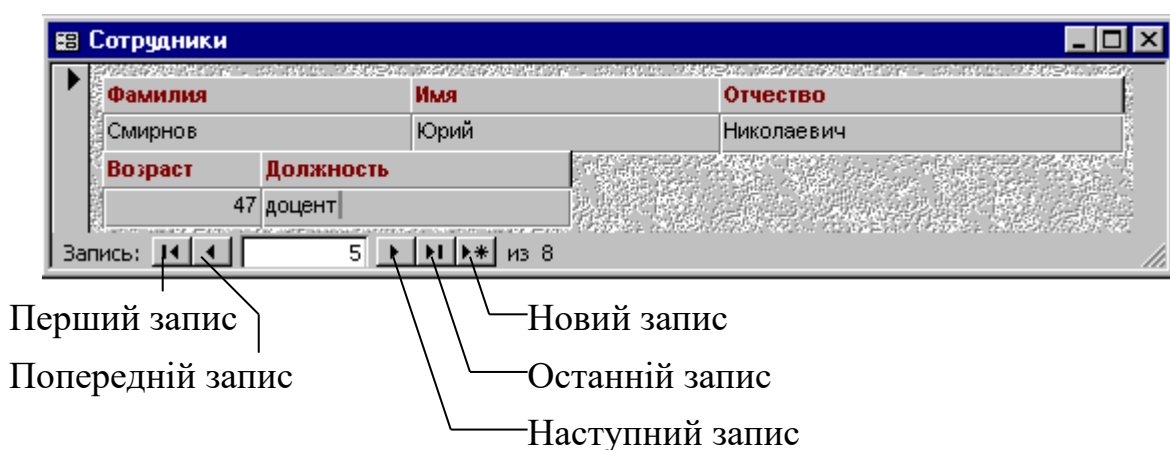 Сотрудники
Фамилия Имя Отчество
Смирнов Юрий Николаевич
Возраст Должность
47 доцент
Запись: 5 из 8
Перший запис Новий запис
Попередній запис Останній запис
Наступний запис